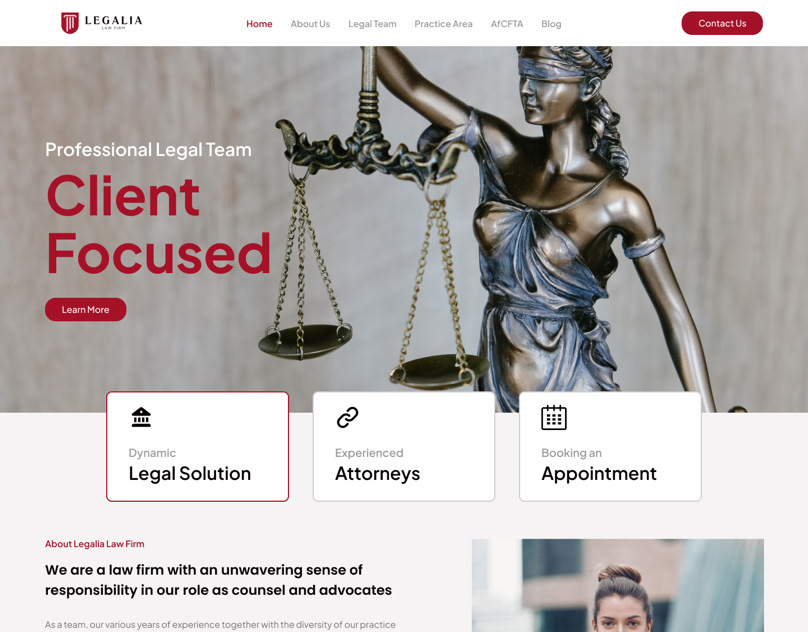 LEGALIA
LAW FIRM
Home
About Us
Legal Team
Practice Area
AfCFTA
Blog
Contact Us
Professional Legal Team
Client
Focused
Learn More
Dynamic
Legal Solution
Experienced
Attorneys
Booking an
Appointment
About Legalia Law Firm
We are a law firm with an unwavering sense of
responsibility in our role as counsel and advocates
As a team, our various years of experience together with the diversity of our practice